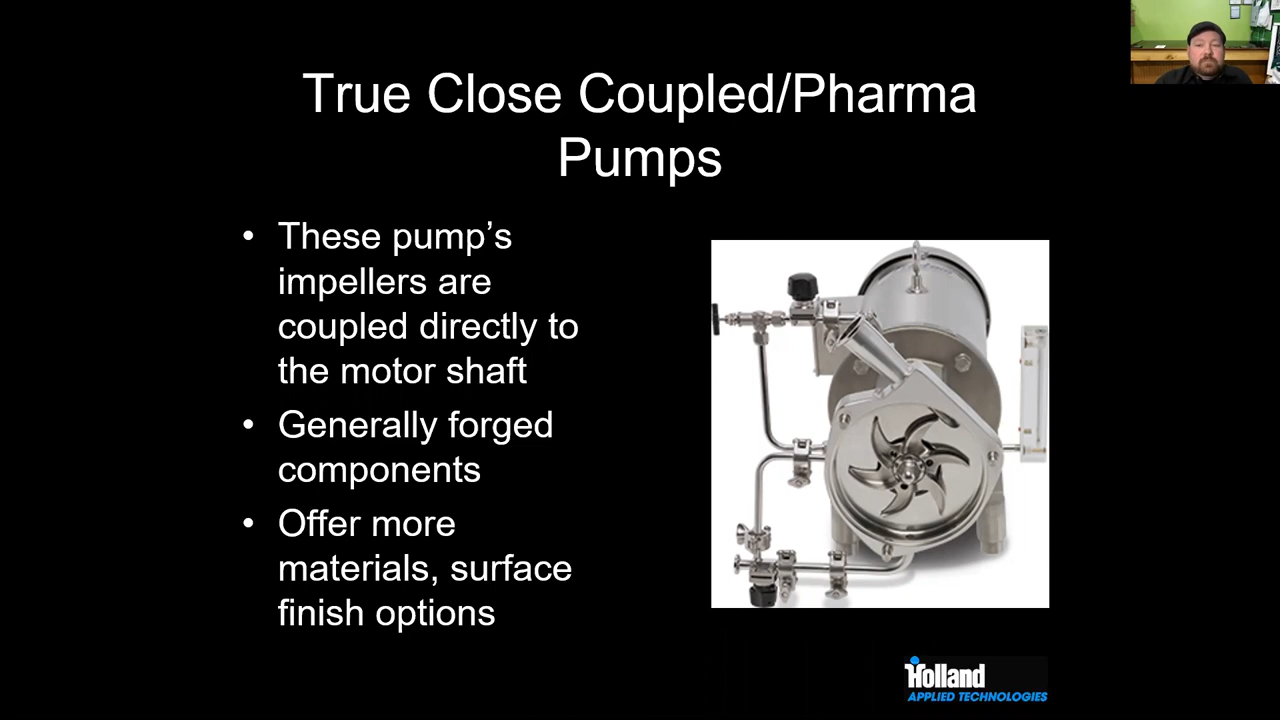 True Close Coupled/Pharma
Pumps
• These pump’s
impellers are
coupled directly to
the motor shaft
• Generally forged
components
• Offer more
materials, surface
finish options
Holland
APPLIED TECHNOLOGIES